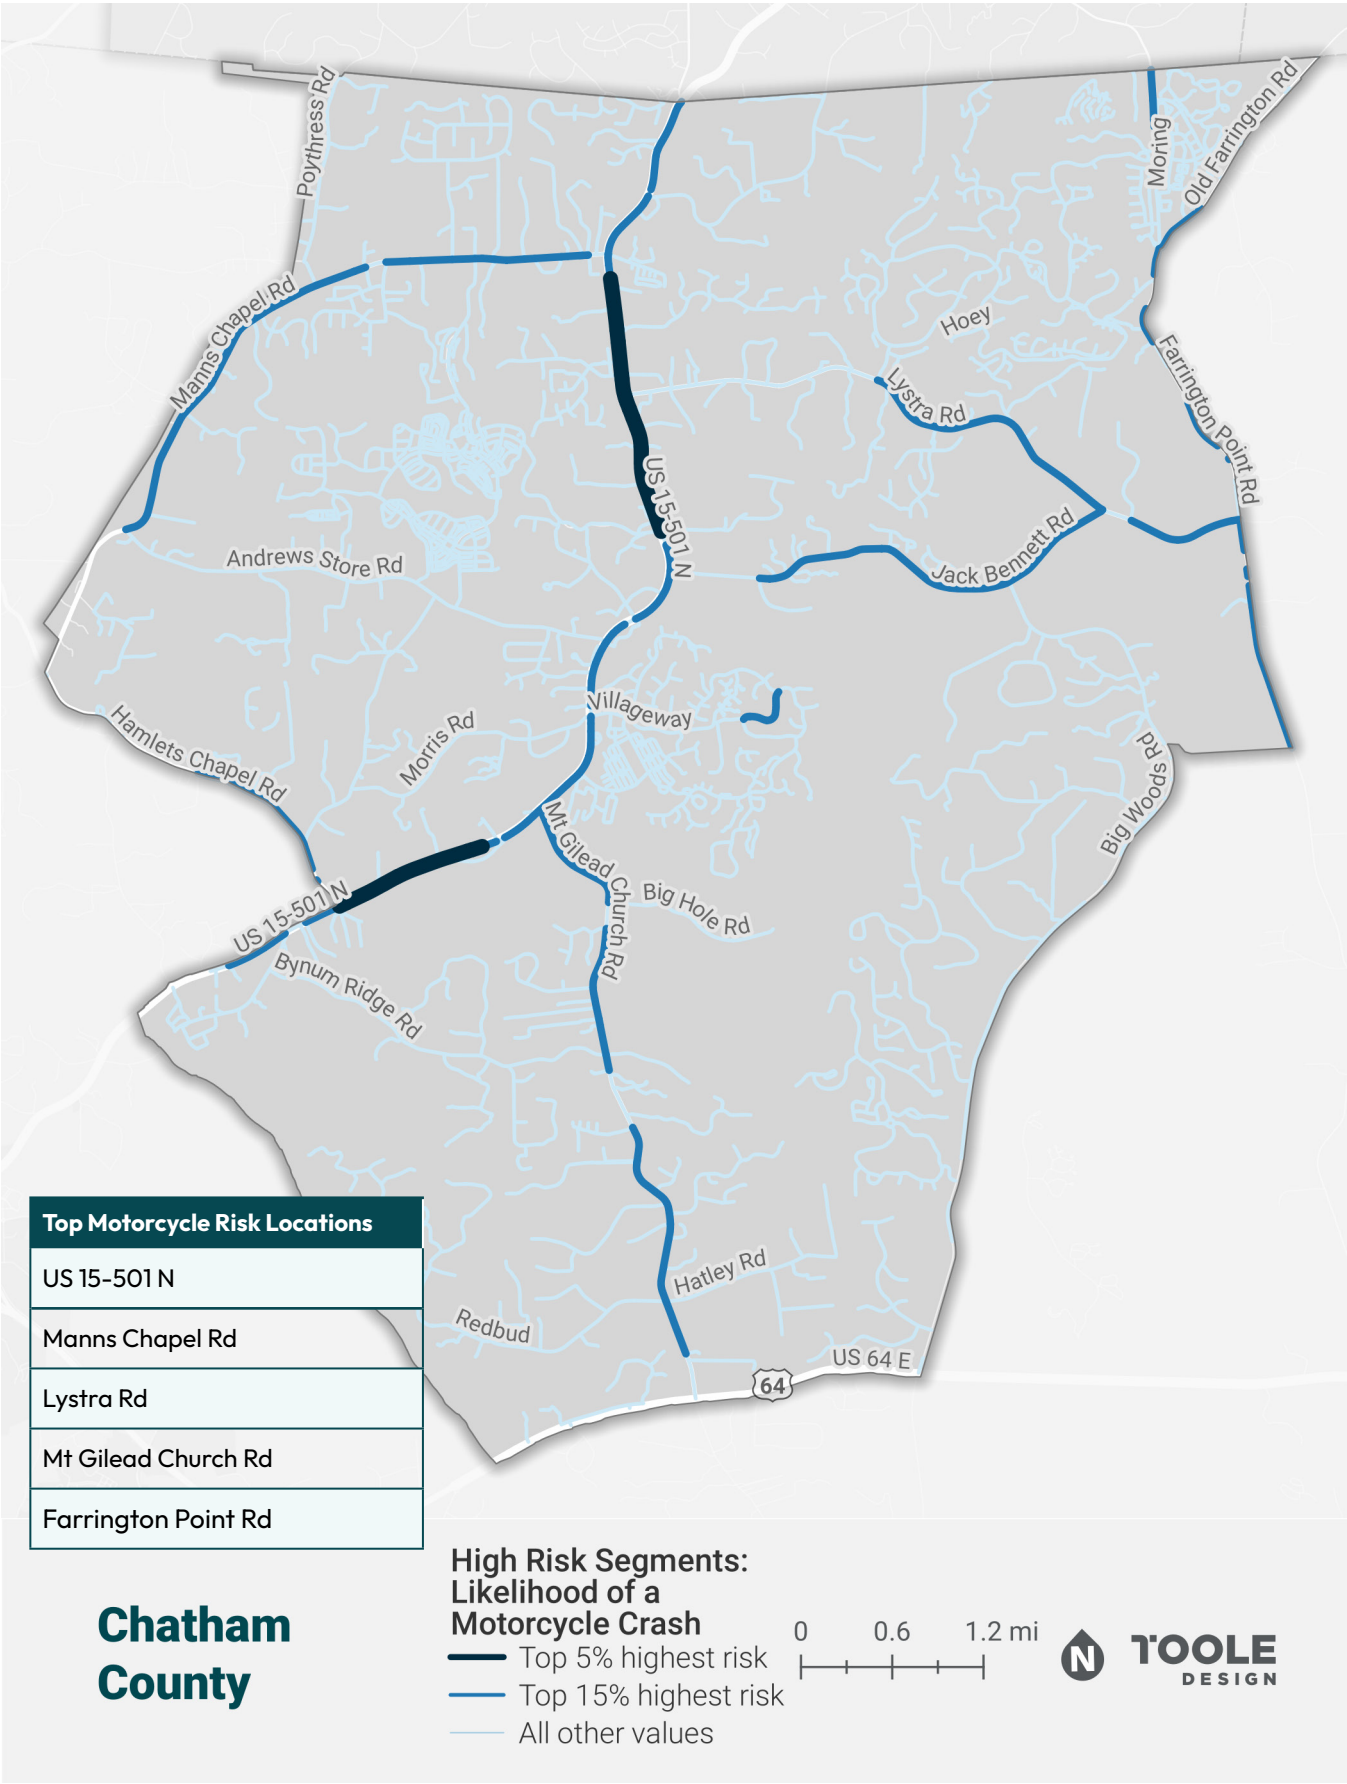 Poythress Rd
Moring
Old Farrington Rd
Manns Chapel Rd
Hoey
Lystra Rd
Farrington Point Rd
US 15-501 N
Andrews Store Rd
Jack Bennett Rd
Villageway
Hamlets Chapel Rd
Morris Rd
Big Woods Rd
Mt Gilead Church Rd
Big Hole Rd
US 15-501 N
Bynum Ridge Rd
Hatley Rd
Redbud
US 64 E
64
Top Motorcycle Risk Locations
US 15-501 N
Manns Chapel Rd
Lystra Rd
Mt Gilead Church Rd
Farrington Point Rd
Chatham
County
High Risk Segments:
Likelihood of a
Motorcycle Crash
Top 5% highest risk
Top 15% highest risk
All other values
0 0.6 1.2 mi
N
TOOLE
DESIGN